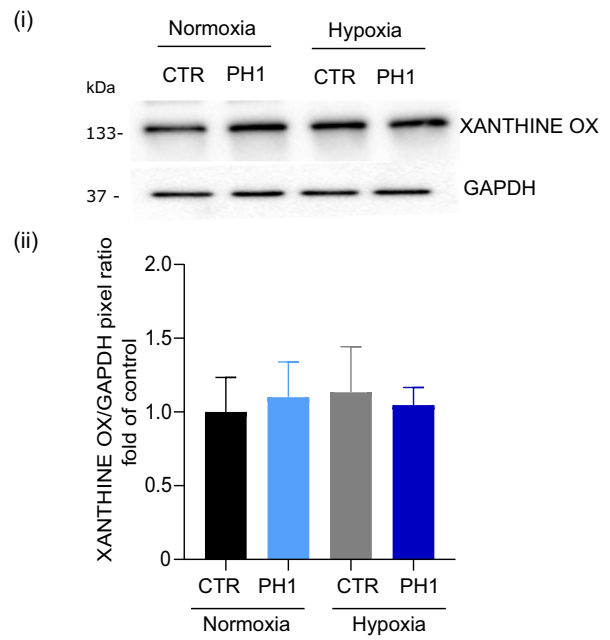 (i)
Normoxia Hypoxia
CTR PH1 CTR PH1
kDa
133- XANTHINE OX
37 - GAPDH
(ii)
XANTHINE OX/GAPDH pixel ratio
fold of control
2.0
1.5
1.0
0.5
0
CTR PH1 CTR PH1
Normoxia Hypoxia